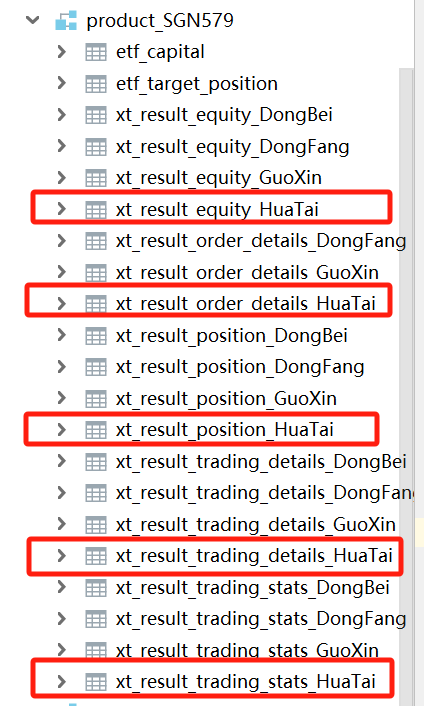 product_SGN579
etf_capital
etf_target_position
xt_result_equity_DongBei
xt_result_equity_DongFang
xt_result_equity_GuoXin
xt_result_equity_HuaTai
xt_result_order_details_DongFang
xt_result_order_details_GuoXin
xt_result_order_details_HuaTai
xt_result_position_DongBei
xt_result_position_DongFang
xt_result_position_GuoXin
xt_result_position_HuaTai
xt_result_trading_details_DongBei
xt_result_trading_details_DongFang
xt_result_trading_details_GuoXin
xt_result_trading_details_HuaTai
xt_result_trading_stats_DongBei
xt_result_trading_stats_DongFang
xt_result_trading_stats_GuoXin
xt_result_trading_stats_HuaTai